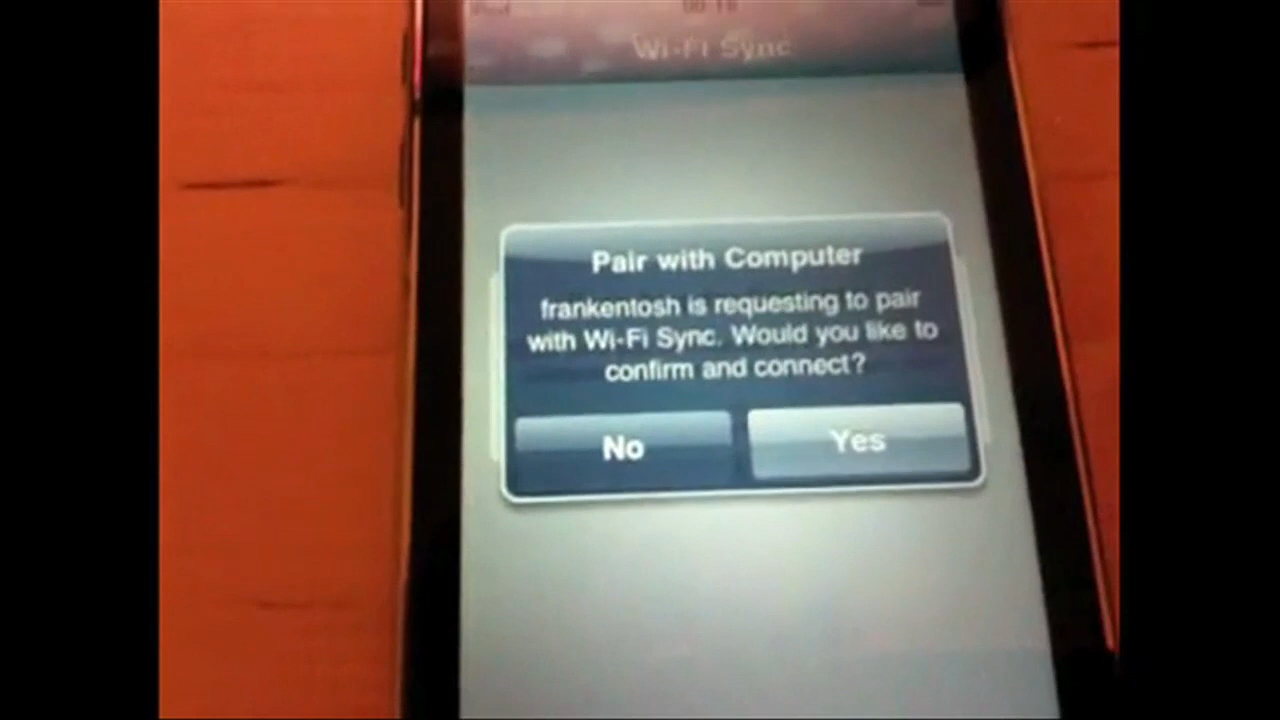 Wi-Fi Sync
Pair with Computer
frankentosh is requesting to pair
with Wi-Fi Sync. Would you like to
confirm and connect?
No
Yes